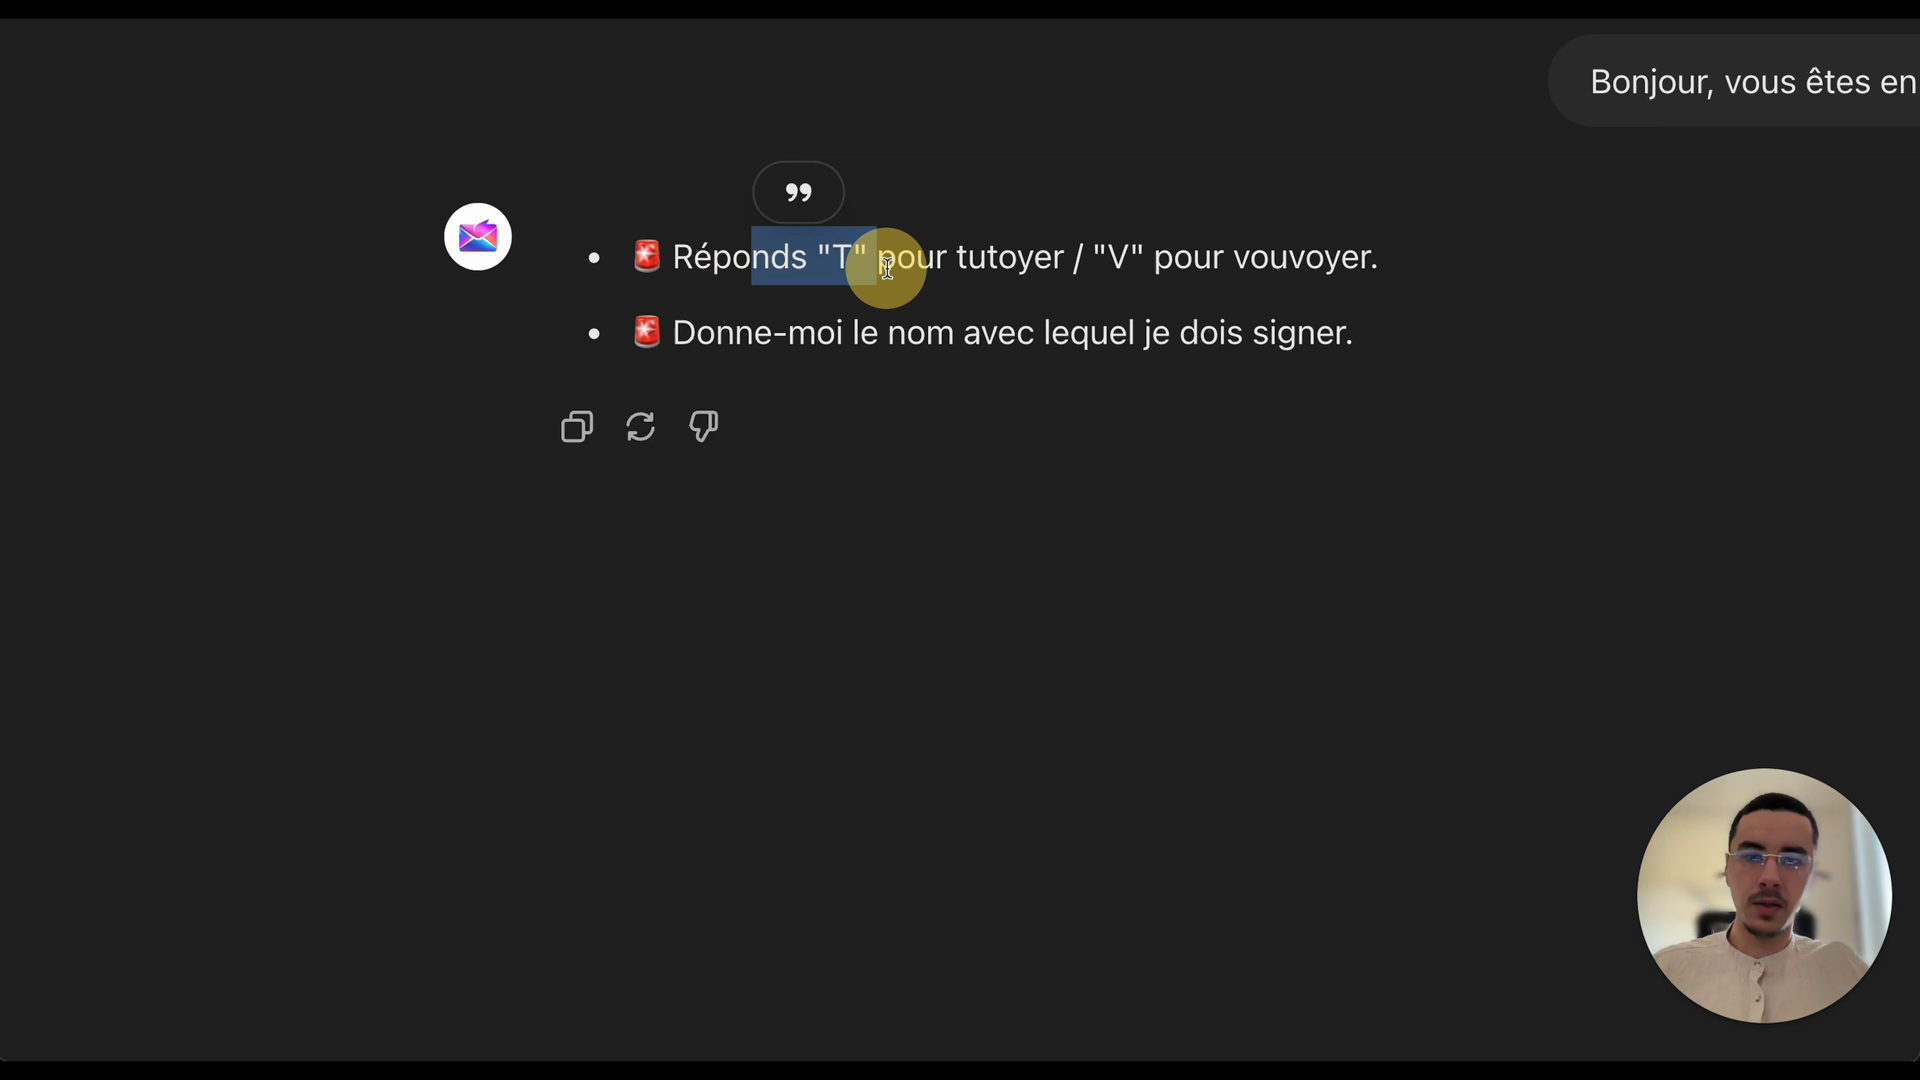 Bonjour, vous êtes en
🚨 Réponds "T" pour tutoyer / "V" pour vouvoyer.
🚨 Donne-moi le nom avec lequel je dois signer.